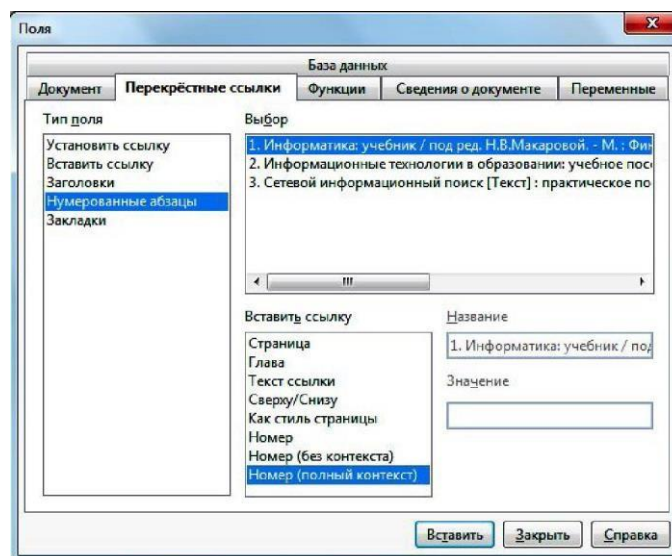 Поля
База данных
Документ Перекрёстные ссылки Функции Сведения о документе Переменные
Тип поля
Установить ссылку
Вставить ссылку
Заголовки
Нумерованные абзацы
Закладки
Выбор
1. Информатика: учебник / под ред. Н.В.Макаровой. - М. : Фин
2. Информационные технологии в образовании: учебное посо
3. Сетевой информационный поиск [Текст] : практическое по
Вставить ссылку
Страница
Глава
Текст ссылки
Сверху/Снизу
Как стиль страницы
Номер
Номер (без контекста)
Номер (полный контекст)
Название
1. Информатика: учебник / под
Значение
Вставить Закрыть Справка